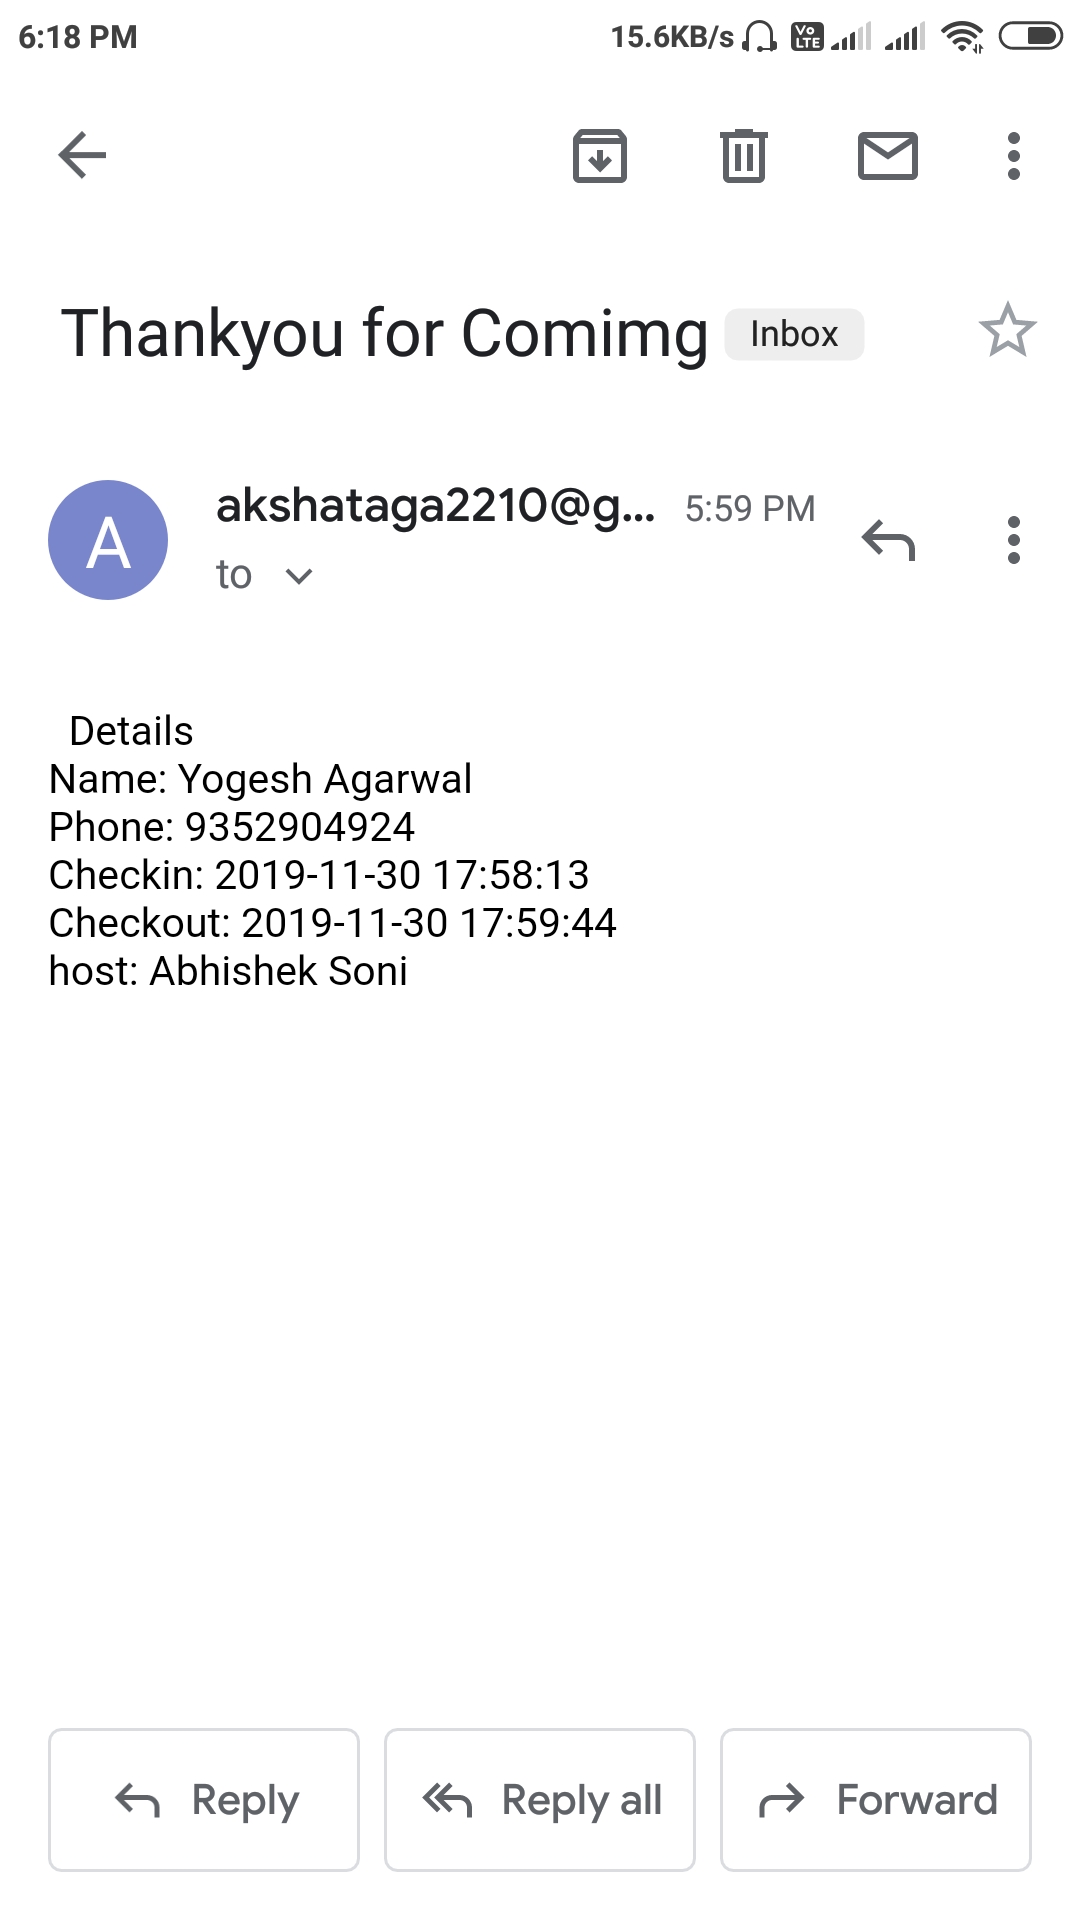 6:18 PM 15.6KB/s Vo LTE
Thankyou for Comimg Inbox
A
akshataga2210@g... 5:59 PM
to
Details
Name: Yogesh Agarwal
Phone: 9352904924
Checkin: 2019-11-30 17:58:13
Checkout: 2019-11-30 17:59:44
host: Abhishek Soni
Reply Reply all Forward